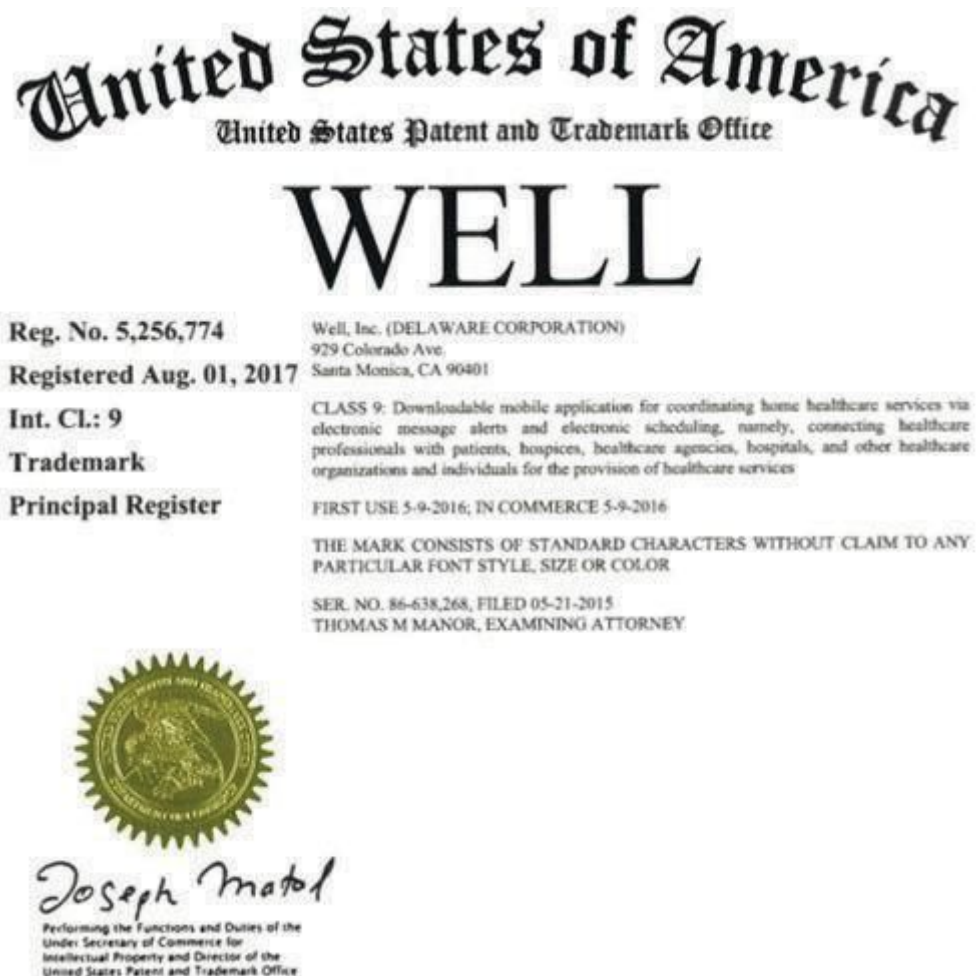 United States of America
United States Patent and Trademark Office
WELL
Reg. No. 5,256,774
Registered Aug. 01, 2017
Int. Cl.: 9
Trademark
Principal Register
Well, Inc. (DELAWARE CORPORATION)
929 Colorado Ave.
Santa Monica, CA 90401
CLASS 9: Downloadable mobile application for coordinating home healthcare services via
electronic message alerts and electronic scheduling, namely, connecting healthcare
professionals with patients, hospices, healthcare agencies, hospitals, and other healthcare
organizations and individuals for the provision of healthcare services
FIRST USE 5-9-2016; IN COMMERCE 5-9-2016
THE MARK CONSISTS OF STANDARD CHARACTERS WITHOUT CLAIM TO ANY
PARTICULAR FONT STYLE, SIZE OR COLOR
SER. NO. 86-638,268, FILED 05-21-2015
THOMAS M MANOR, EXAMINING ATTORNEY
Joseph Matal
Performing the Functions and Duties of the
Under Secretary of Commerce for
Intellectual Property and Director of the
United States Patent and Trademark Office